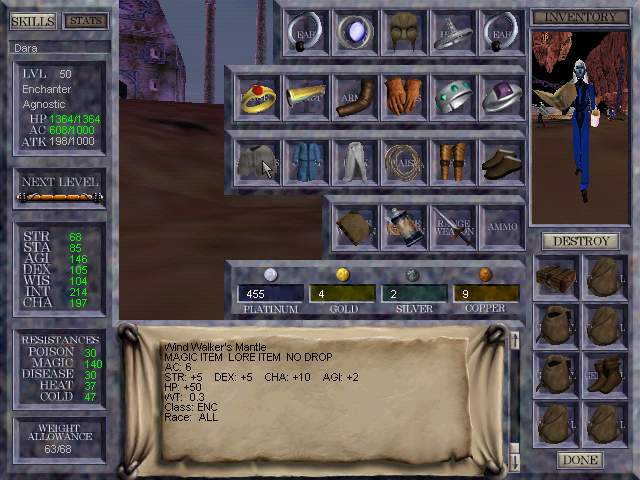 SKILLS STATS
Dara
LVL 50
Enchanter
Agnostic
HP 1364/1364
AC 608/1000
ATK 198/1000
NEXT LEVEL
STR 68
STA 85
AGI 146
DEX 105
WIS 104
INT 214
CHA 197
RESISTANCES
POISON 30
MAGIC 140
DISEASE 30
HEAT 37
COLD 47
WEIGHT
ALLOWANCE
63/68
EAR EAR
RANGE
WEAPON
AMMO
455 4 2 9
PLATINUM GOLD SILVER COPPER
Wind Walker's Mantle
MAGIC ITEM LORE ITEM NO DROP
AC: 6
STR: +5 DEX: +5 CHA: +10 AGI: +2
HP: +50
WT: 0.3
Class: ENC
Race: ALL
INVENTORY
DESTROY
DONE